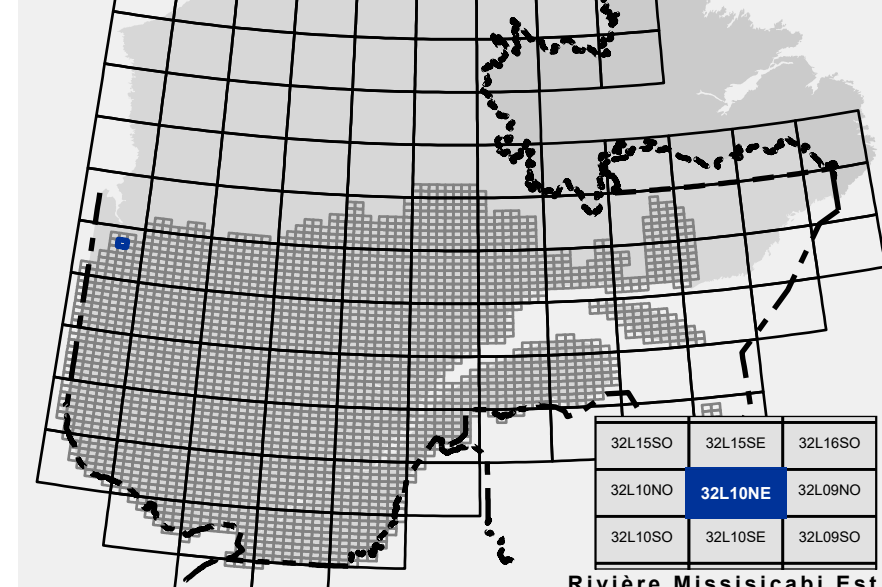 32L15SO 32L15SE 32L16SO
32L10NO 32L10NE 32L09NO
32L10SO 32L10SE 32L09SO
Rivière Missisicabi Est